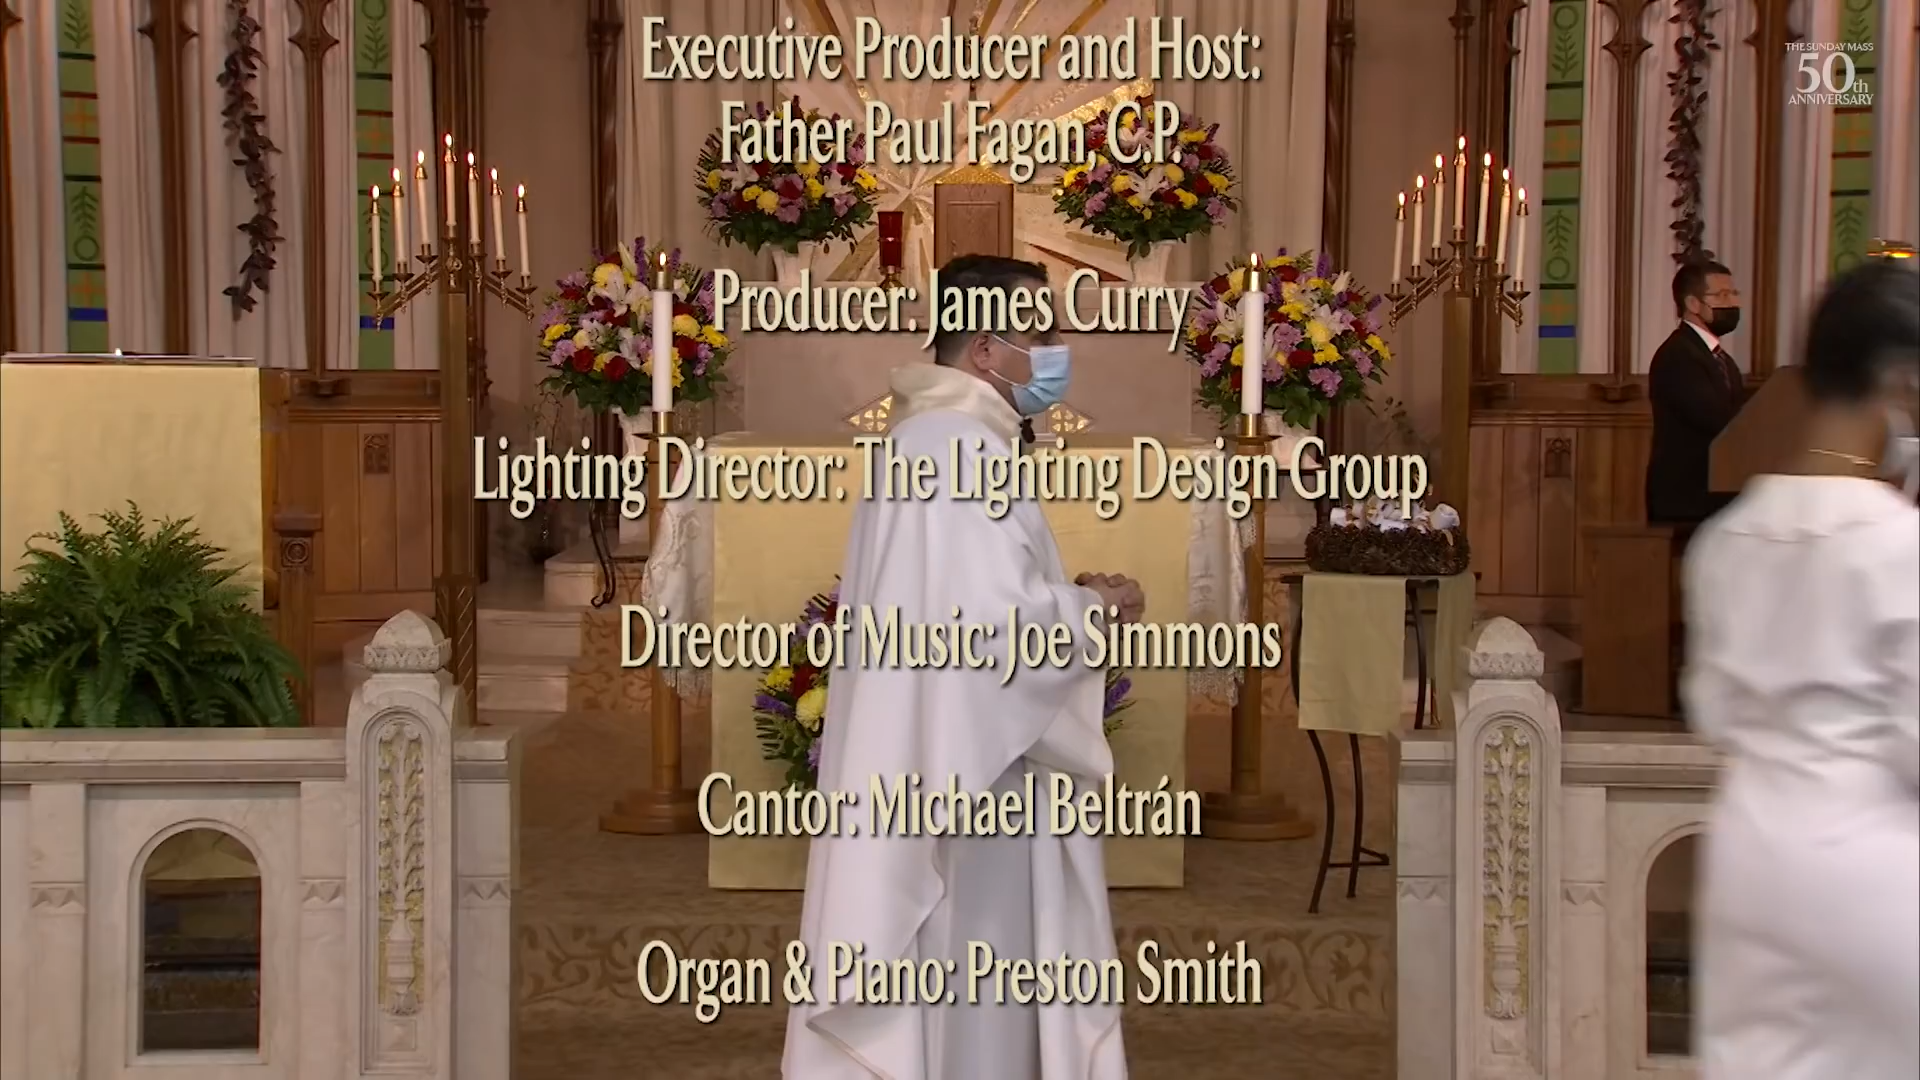 Executive Producer and Host:
Father Paul Fagan, C.P.
THE SUNDAY MASS
50th
ANNIVERSARY
Producer: James Curry
Lighting Director: The Lighting Design Group
Director of Music: Joe Simmons
Cantor: Michael Beltrán
Organ & Piano: Preston Smith